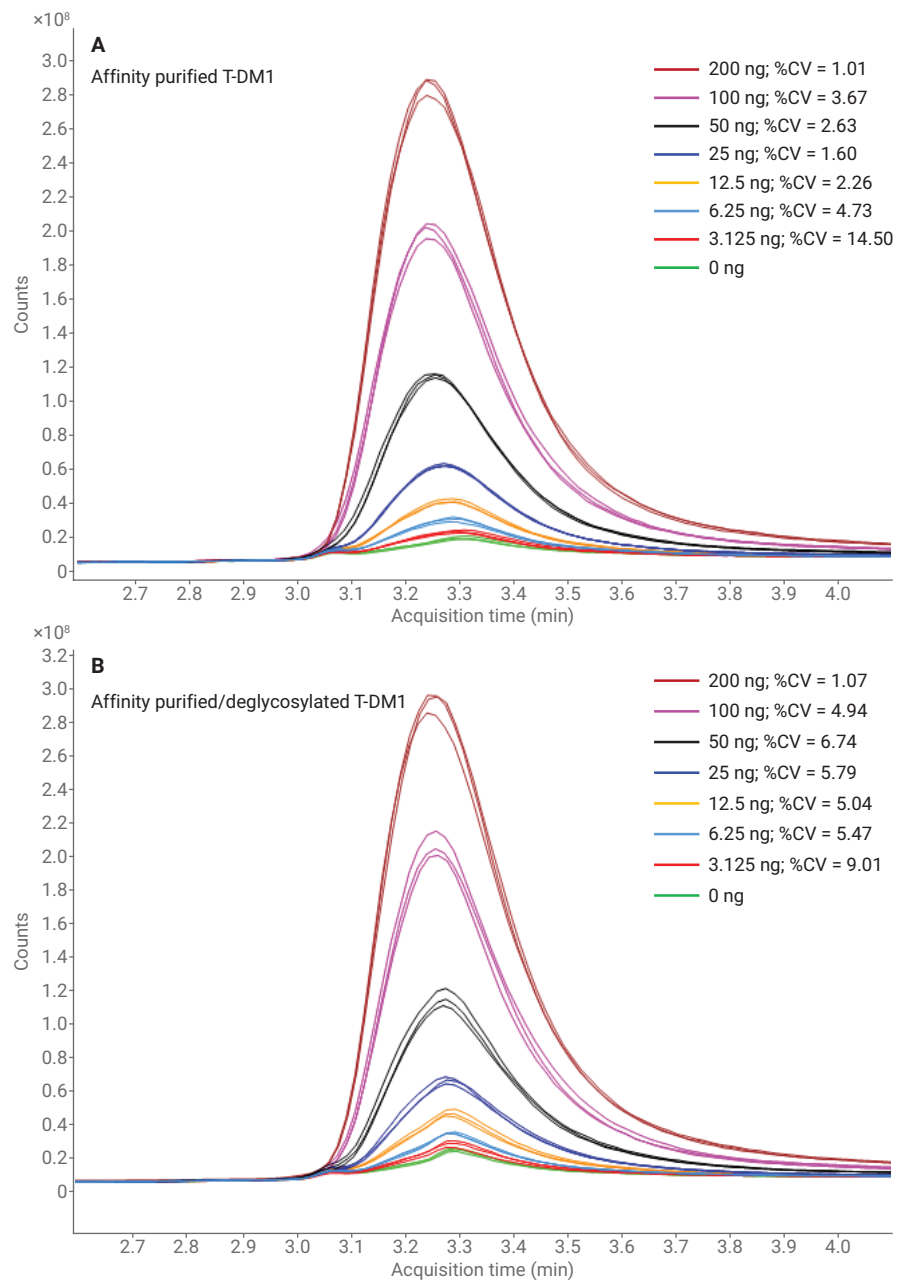 ×10⁸
A
Affinity purified T-DM1
200 ng; %CV = 1.01
100 ng; %CV = 3.67
50 ng; %CV = 2.63
25 ng; %CV = 1.60
12.5 ng; %CV = 2.26
6.25 ng; %CV = 4.73
3.125 ng; %CV = 14.50
0 ng
Counts
3.0
2.8
2.6
2.4
2.2
2.0
1.8
1.6
1.4
1.2
1.0
0.8
0.6
0.4
0.2
0
2.7 2.8 2.9 3.0 3.1 3.2 3.3 3.4 3.5 3.6 3.7 3.8 3.9 4.0
Acquisition time (min)
×10⁸
B
Affinity purified/deglycosylated T-DM1
200 ng; %CV = 1.07
100 ng; %CV = 4.94
50 ng; %CV = 6.74
25 ng; %CV = 5.79
12.5 ng; %CV = 5.04
6.25 ng; %CV = 5.47
3.125 ng; %CV = 9.01
0 ng
Counts
3.2
3.0
2.8
2.6
2.4
2.2
2.0
1.8
1.6
1.4
1.2
1.0
0.8
0.6
0.4
0.2
0
2.7 2.8 3.0 3.1 3.2 3.3 3.4 3.5 3.6 3.7 3.8 3.9 4.0
Acquisition time (min)